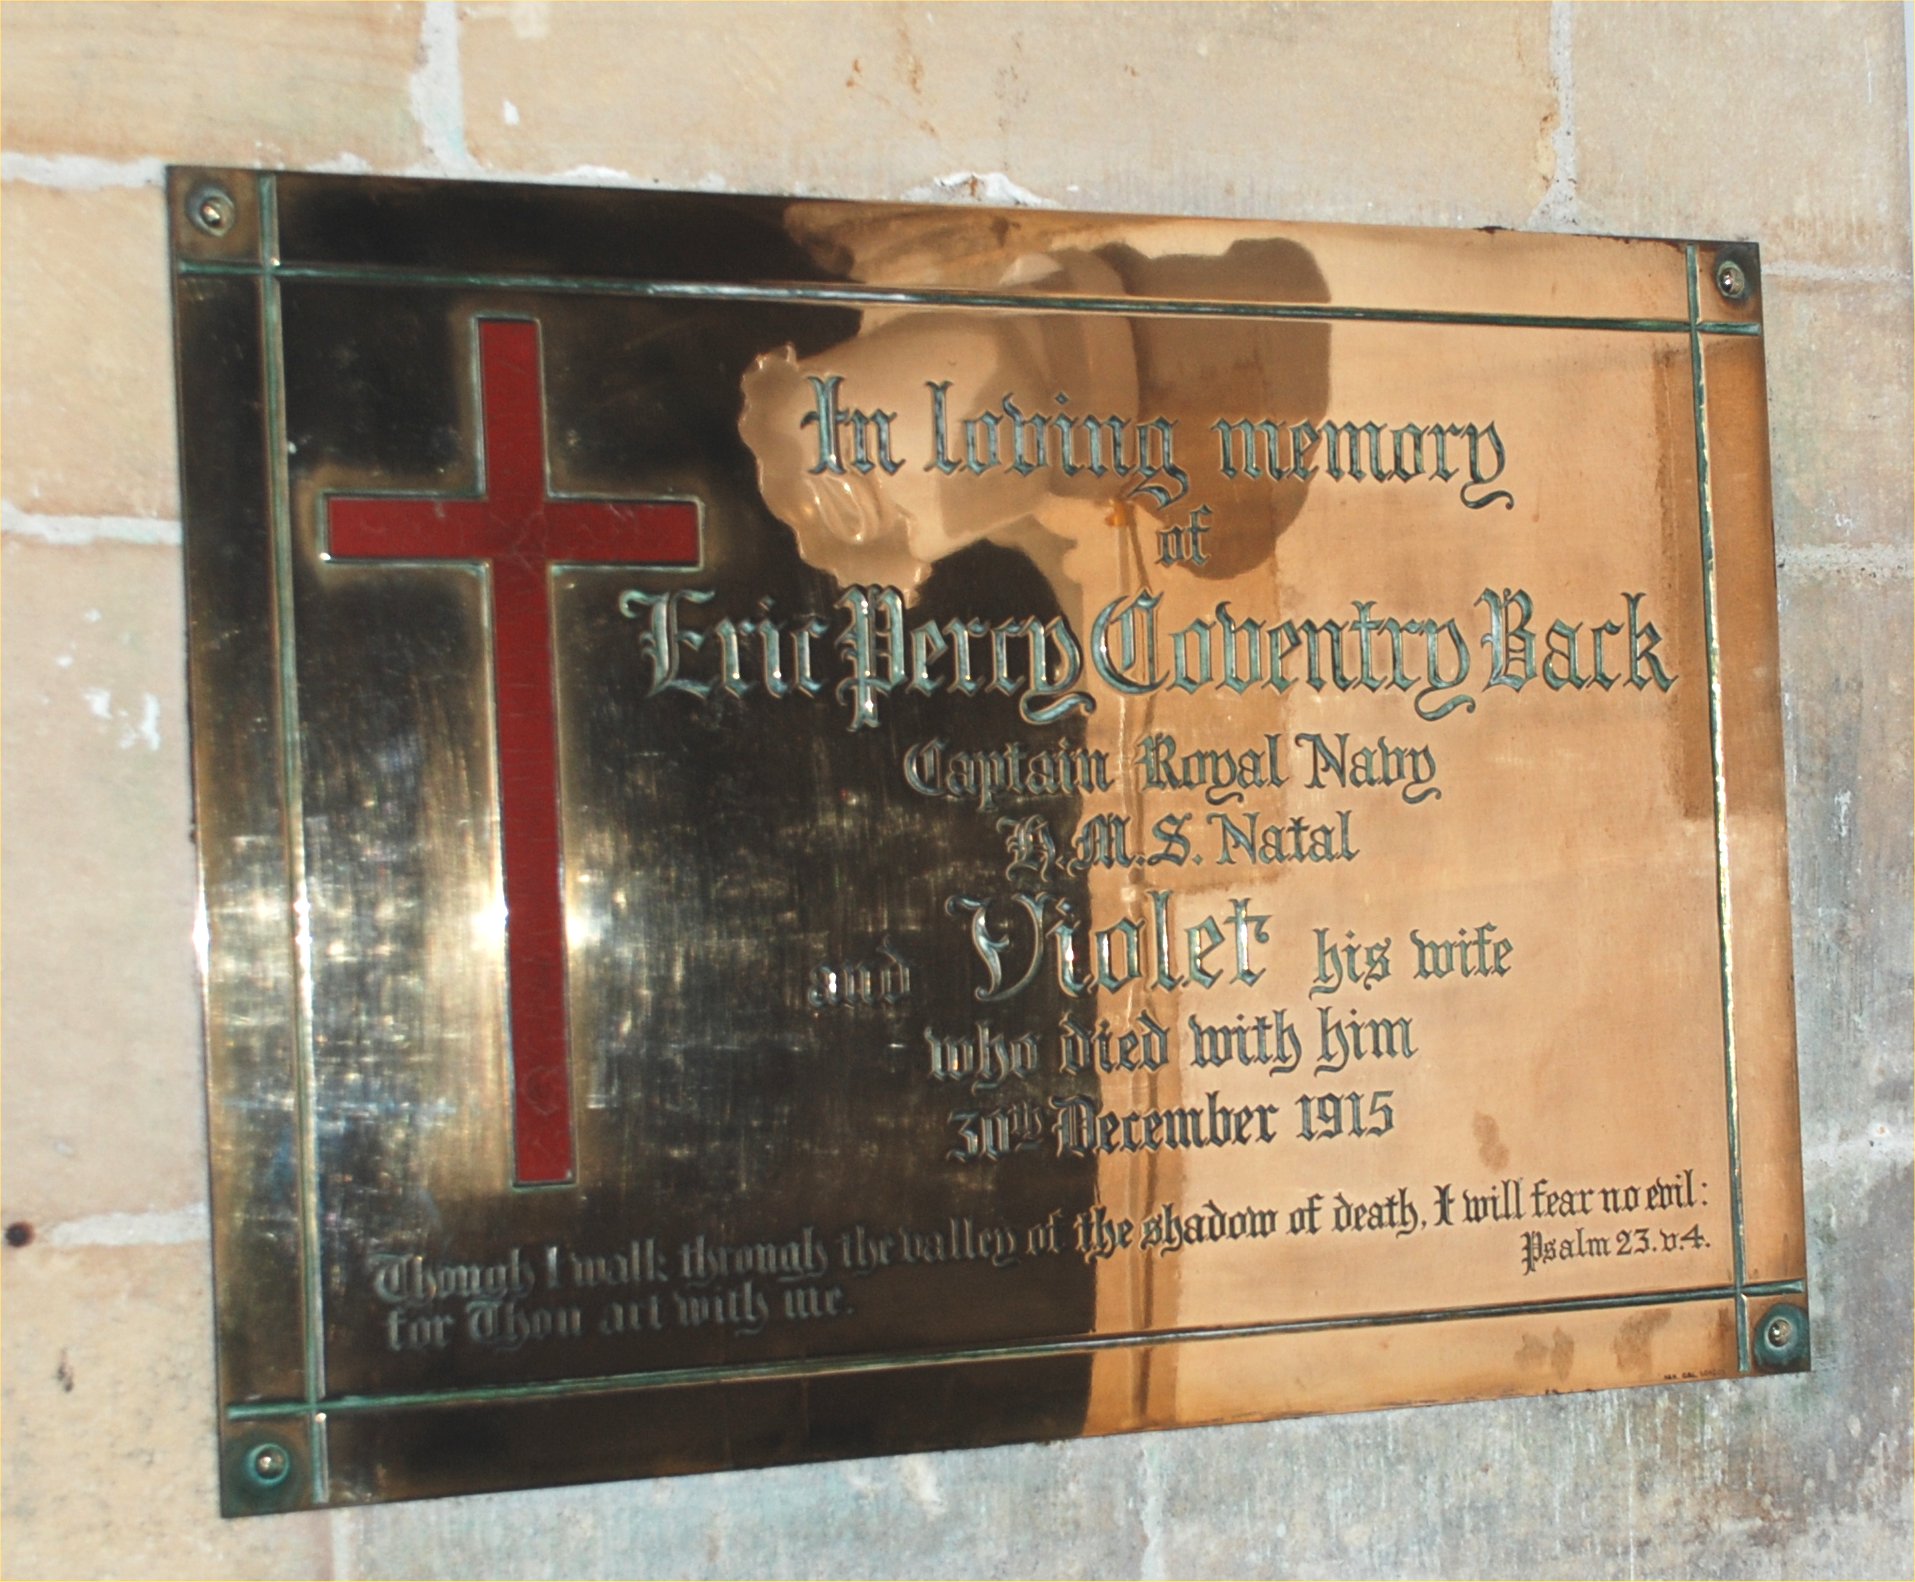 In loving memory
of
Eric Percy Coventry Back
Captain Royal Navy
H.M.S. Natal
and Violet his wife
who died with him
30th December 1915
Though I walk through the valley of the shadow of death, I will fear no evil:
for Thou art with me.
Psalm 23. v. 4.